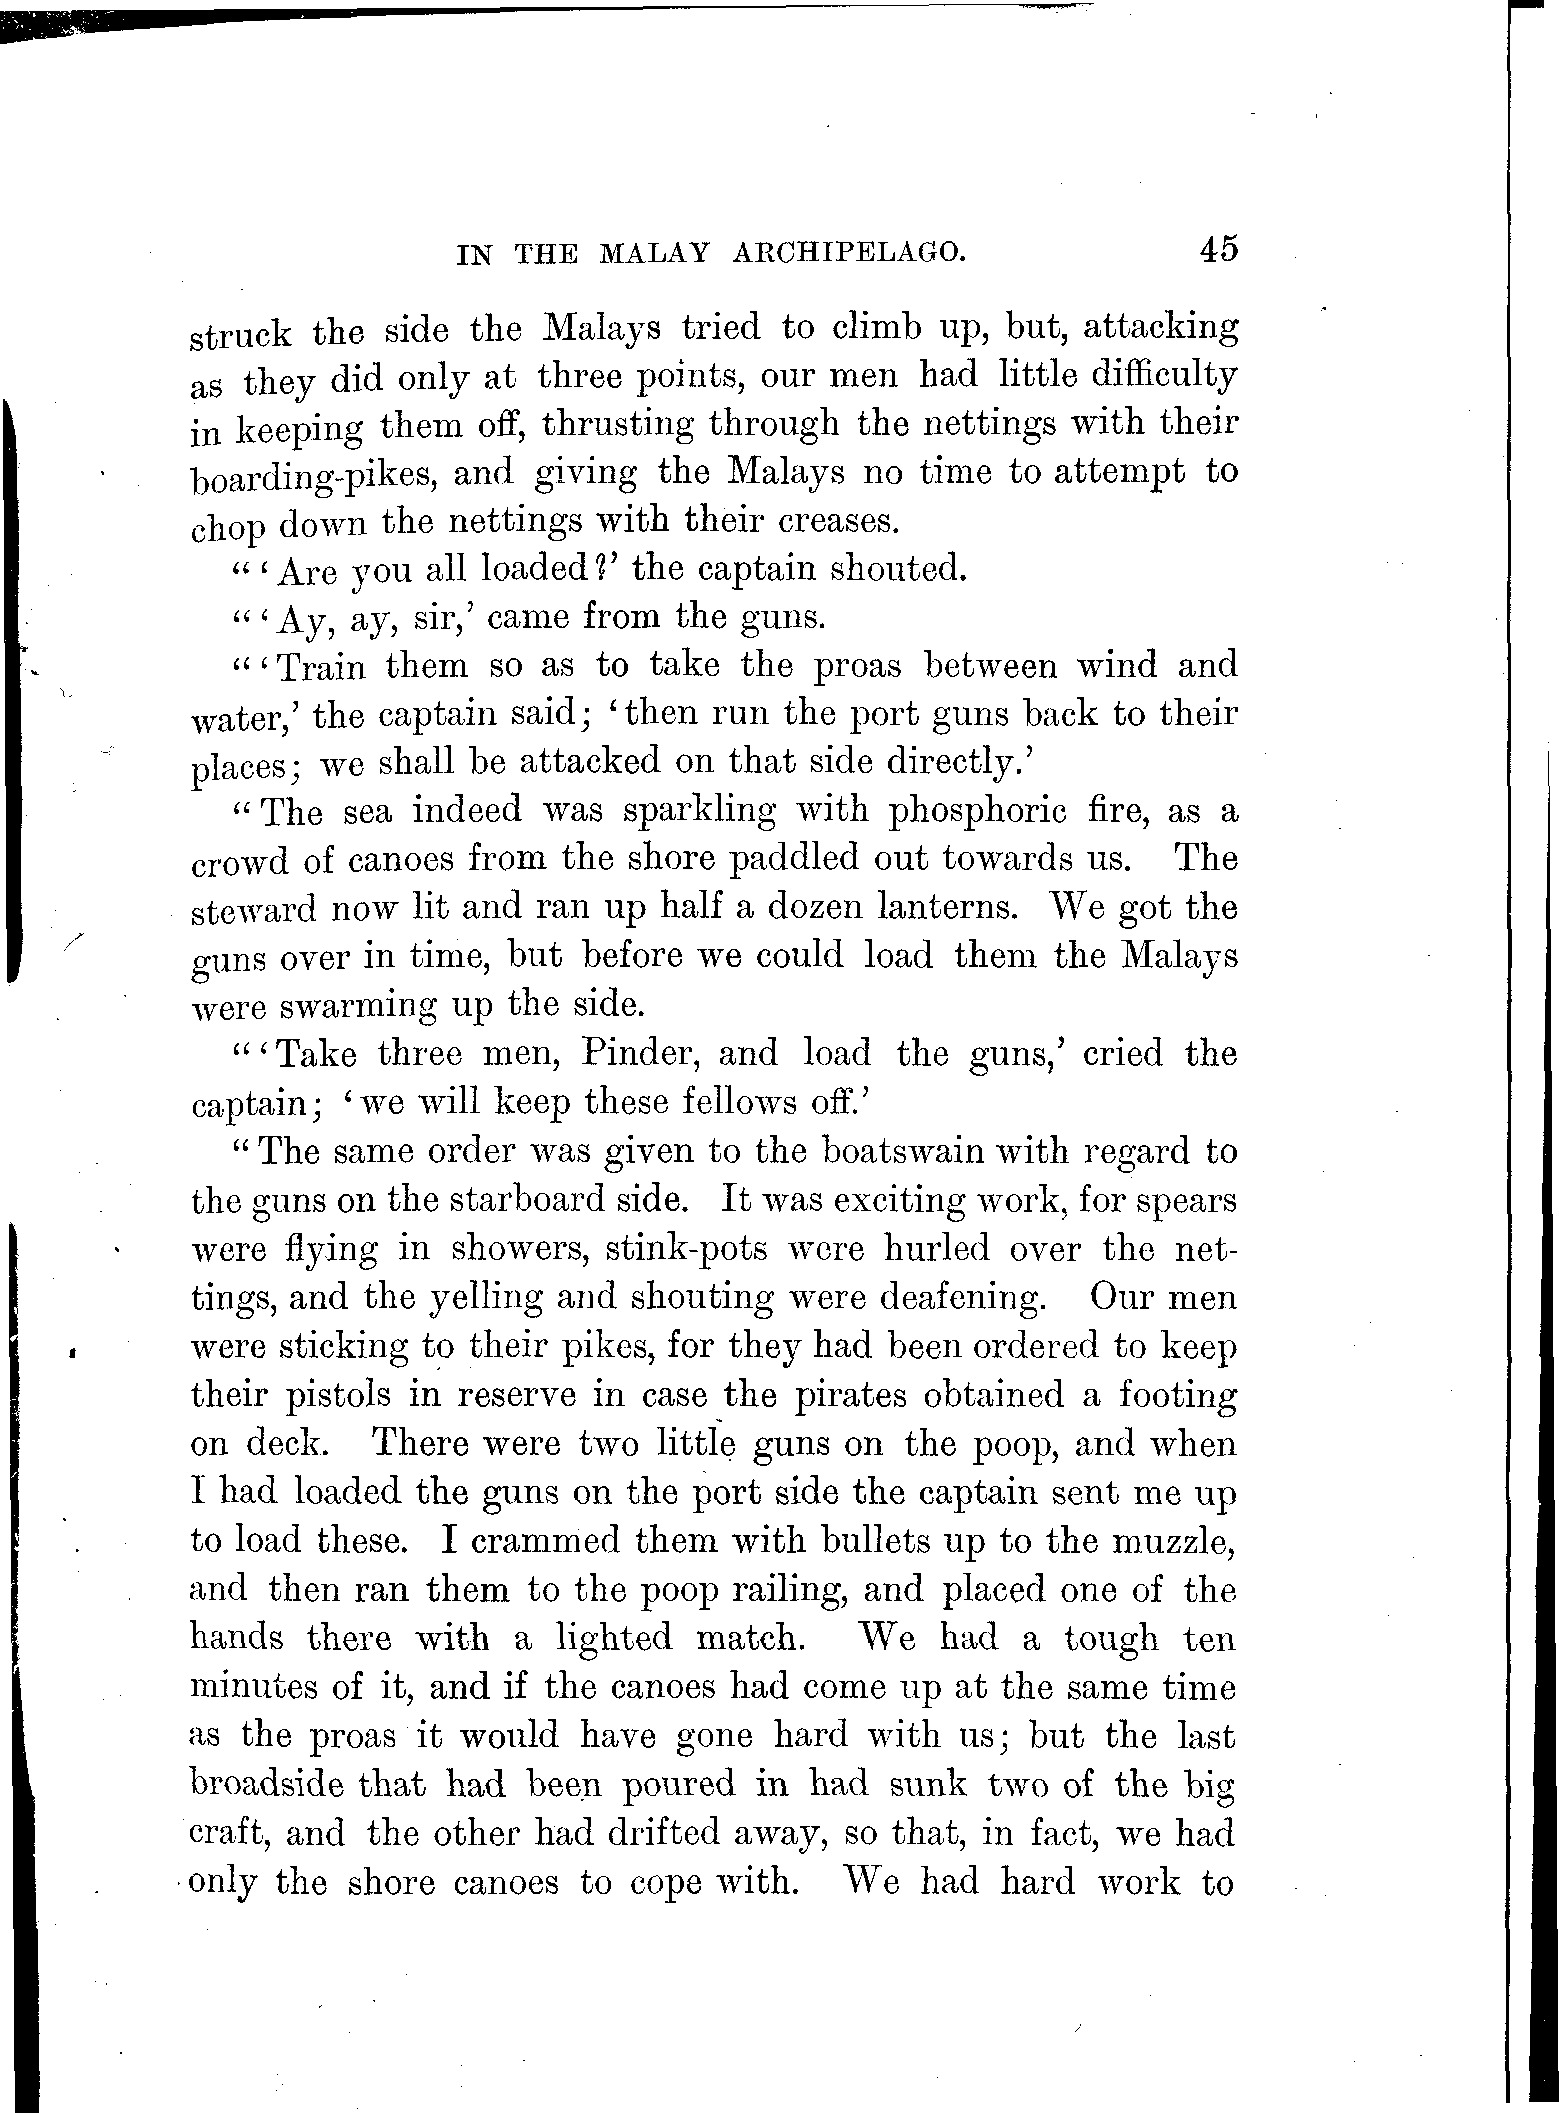 IN THE MALAY ARCHIPELAGO. 45
struck the side the Malays tried to climb up, but, attacking
as they did only at three points, our men had little difficulty
in keeping them off, thrusting through the nettings with their
boarding-pikes, and giving the Malays no time to attempt to
chop down the nettings with their creases.
"'Are you all loaded?' the captain shouted.
"'Ay, ay, sir,' came from the guns.
"'Train them so as to take the proas between wind and
water,' the captain said; 'then run the port guns back to their
places; we shall be attacked on that side directly.'
"The sea indeed was sparkling with phosphoric fire, as a
crowd of canoes from the shore paddled out towards us. The
steward now lit and ran up half a dozen lanterns. We got the
guns over in time, but before we could load them the Malays
were swarming up the side.
"'Take three men, Pinder, and load the guns,' cried the
captain; 'we will keep these fellows off.'
"The same order was given to the boatswain with regard to
the guns on the starboard side. It was exciting work, for spears
were flying in showers, stink-pots were hurled over the net-
tings, and the yelling and shouting were deafening. Our men
were sticking to their pikes, for they had been ordered to keep
their pistols in reserve in case the pirates obtained a footing
on deck. There were two little guns on the poop, and when
I had loaded the guns on the port side the captain sent me up
to load these. I crammed them with bullets up to the muzzle,
and then ran them to the poop railing, and placed one of the
hands there with a lighted match. We had a tough ten
minutes of it, and if the canoes had come up at the same time
as the proas it would have gone hard with us; but the last
broadside that had been poured in had sunk two of the big
craft, and the other had drifted away, so that, in fact, we had
only the shore canoes to cope with. We had hard work to